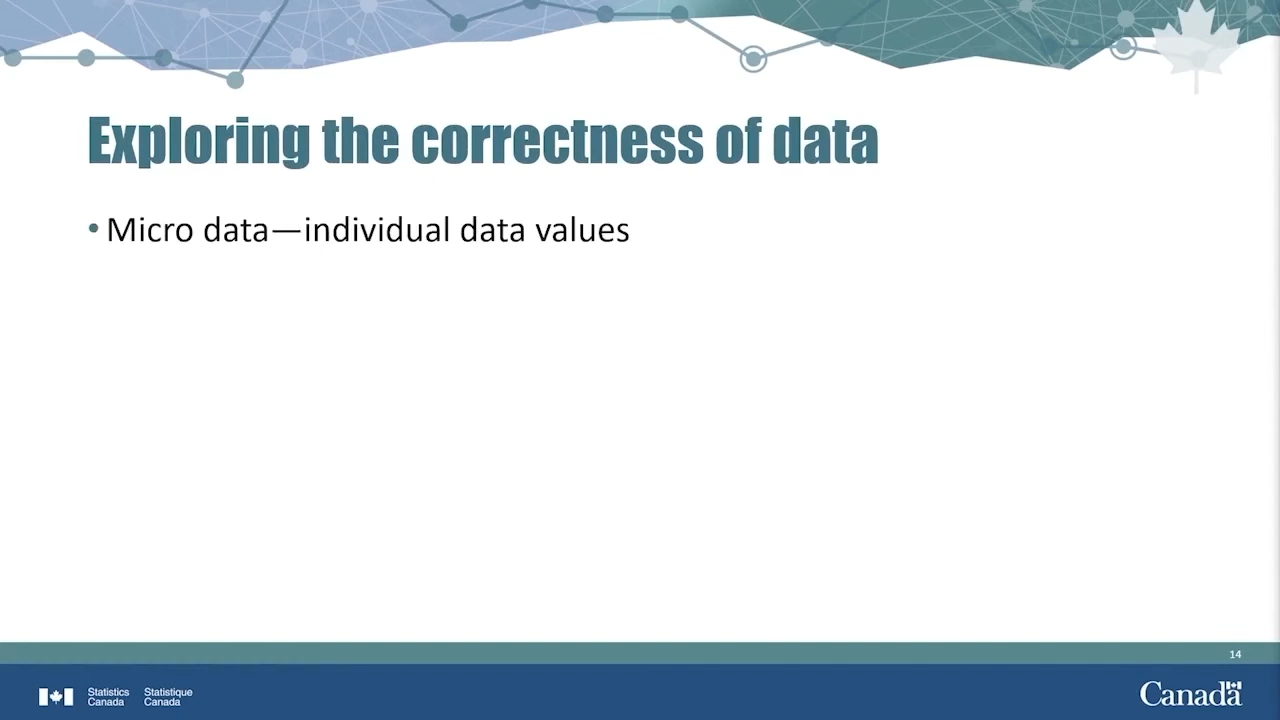 Exploring the correctness of data
• Micro data—individual data values
14
Statistics Statistique
Canada Canada
Canada